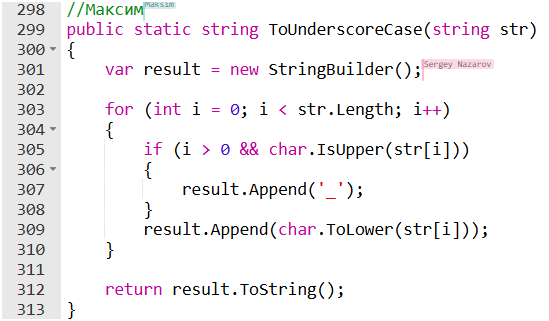 298 //Максим Maksim
299 public static string ToUnderscoreCase(string str)
300 {
301 var result = new StringBuilder(); Sergey Nazarov
302
303 for (int i = 0; i < str.Length; i++)
304 {
305 if (i > 0 && char.IsUpper(str[i]))
306 {
307 result.Append('_');
308 }
309 result.Append(char.ToLower(str[i]));
310 }
311
312 return result.ToString();
313 }